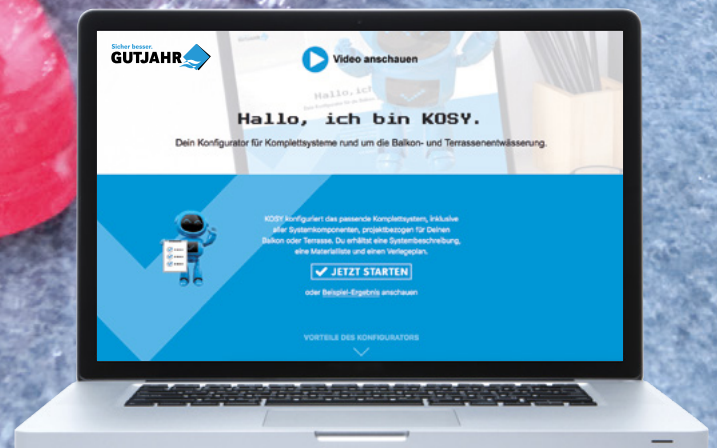 Sicher besser.
GUTJAHR
Video anschauen
Hallo, ich
Hallo, ich bin KOSY.
Dein Konfigurator für Komplettsysteme rund um die Balkon- und Terrassenentwässerung.
KOSY konfiguriert das passende Komplettsystem, inklusive
aller Systemkomponenten, projektbezogen für Deinen
Balkon oder Terrasse. Du erhältst eine Systembeschreibung,
eine Materialliste und einen Verlegeplan.
JETZT STARTEN
oder Beispiel-Ergebnis anschauen
VORTEILE DES KONFIGURATORS